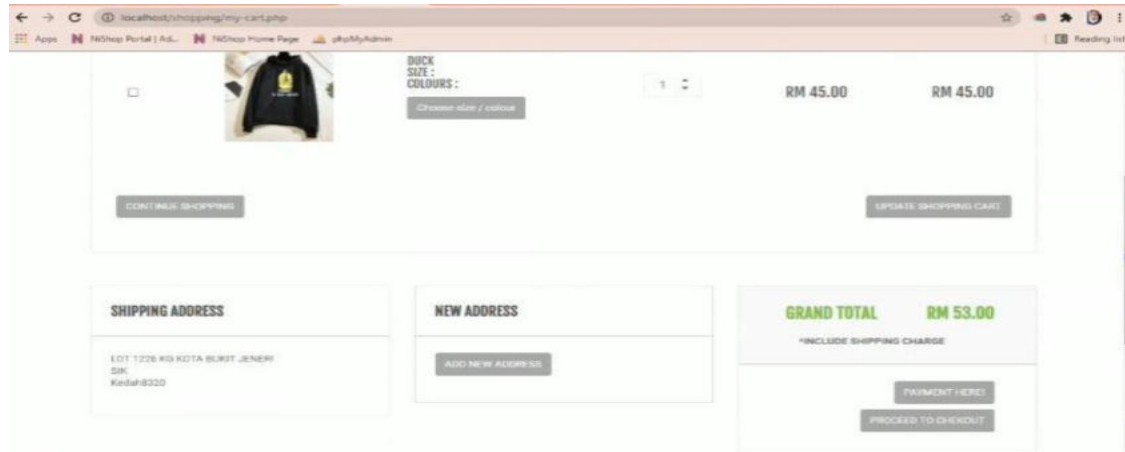 localhost/shopping/my-cart.php
Apps NiShop Portal | Ad... NiShop Home Page phpMyAdmin Reading list
DUCK
SIZE :
COLOURS :
Choose size / colour
1
RM 45.00 RM 45.00
CONTINUE SHOPPING UPDATE SHOPPING CART
SHIPPING ADDRESS NEW ADDRESS GRAND TOTAL RM 53.00
*INCLUDE SHIPPING CHARGE
LOT 1226 KG KOTA BUKIT JENERI
SIK
Kedah8320
ADD NEW ADDRESS
PAYMENT HERE!
PROCEED TO CHEKOUT